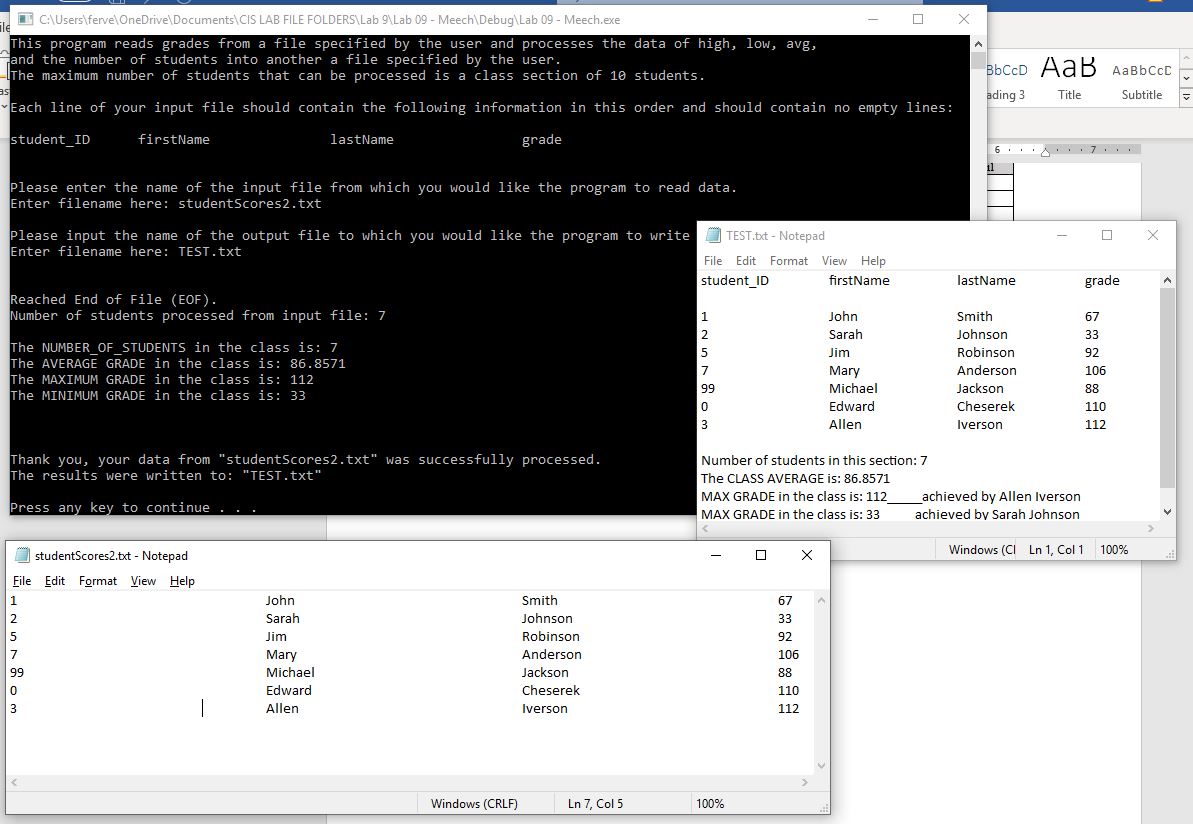 C:\Users\ferve\OneDrive\Documents\CIS LAB FILE FOLDERS\Lab 9\Lab 09 - Meech\Debug\Lab 09 - Meech.exe
This program reads grades from a file specified by the user and processes the data of high, low, avg,
and the number of students into another a file specified by the user.
The maximum number of students that can be processed is a class section of 10 students.
Each line of your input file should contain the following information in this order and should contain no empty lines:
student_ID firstName lastName grade
Please enter the name of the input file from which you would like the program to read data.
Enter filename here: studentScores2.txt
Please input the name of the output file to which you would like the program to write
Enter filename here: TEST.txt
Reached End of File (EOF).
Number of students processed from input file: 7
The NUMBER_OF_STUDENTS in the class is: 7
The AVERAGE GRADE in the class is: 86.8571
The MAXIMUM GRADE in the class is: 112
The MINIMUM GRADE in the class is: 33
Thank you, your data from "studentScores2.txt" was successfully processed.
The results were written to: "TEST.txt"
Press any key to continue . . .
BbCcD AaB AaBbCcD
ading 3 Title Subtitle
6 7
TEST.txt - Notepad
File Edit Format View Help
student_ID firstName lastName grade
1 John Smith 67
2 Sarah Johnson 33
5 Jim Robinson 92
7 Mary Anderson 106
99 Michael Jackson 88
0 Edward Cheserek 110
3 Allen Iverson 112
Number of students in this section: 7
The CLASS AVERAGE is: 86.8571
MAX GRADE in the class is: 112_____achieved by Allen Iverson
MAX GRADE in the class is: 33_____achieved by Sarah Johnson
Windows (Cl Ln 1, Col 1 100%
studentScores2.txt - Notepad
File Edit Format View Help
1 John Smith 67
2 Sarah Johnson 33
5 Jim Robinson 92
7 Mary Anderson 106
99 Michael Jackson 88
0 Edward Cheserek 110
3 Allen Iverson 112
Windows (CRLF) Ln 7, Col 5 100%